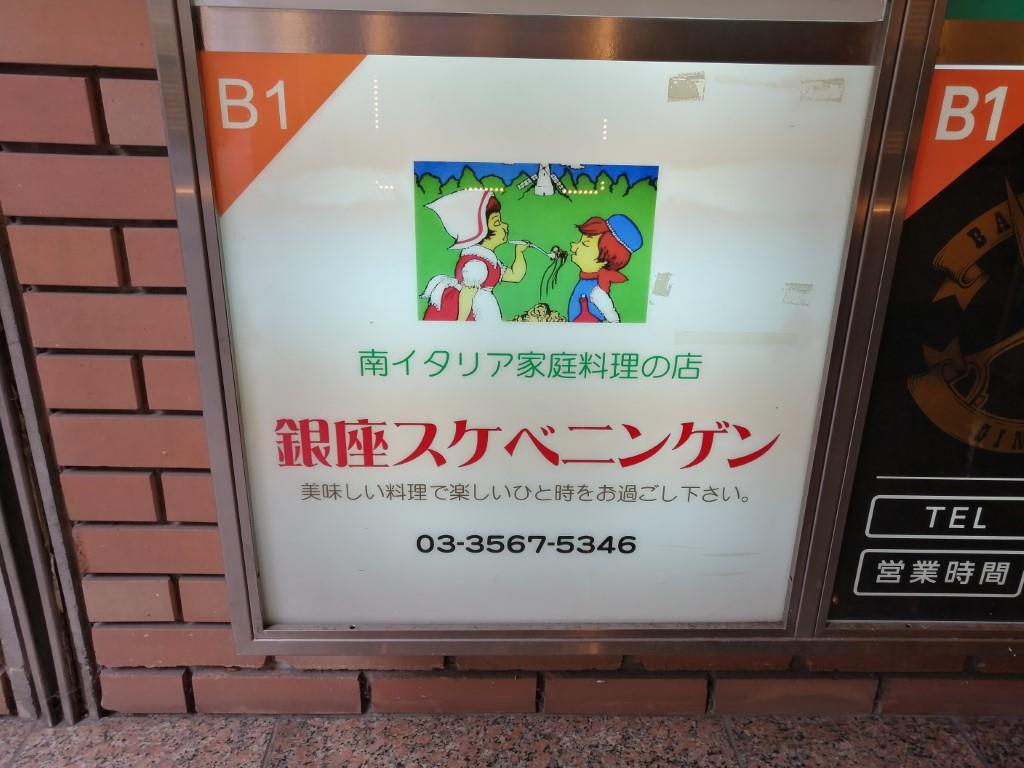 B1
南イタリア家庭料理の店
銀座スケベニンゲン
美味しい料理で楽しいひと時をお過ごし下さい。
03-3567-5346
B1
BA
GIN
TEL
営業時間